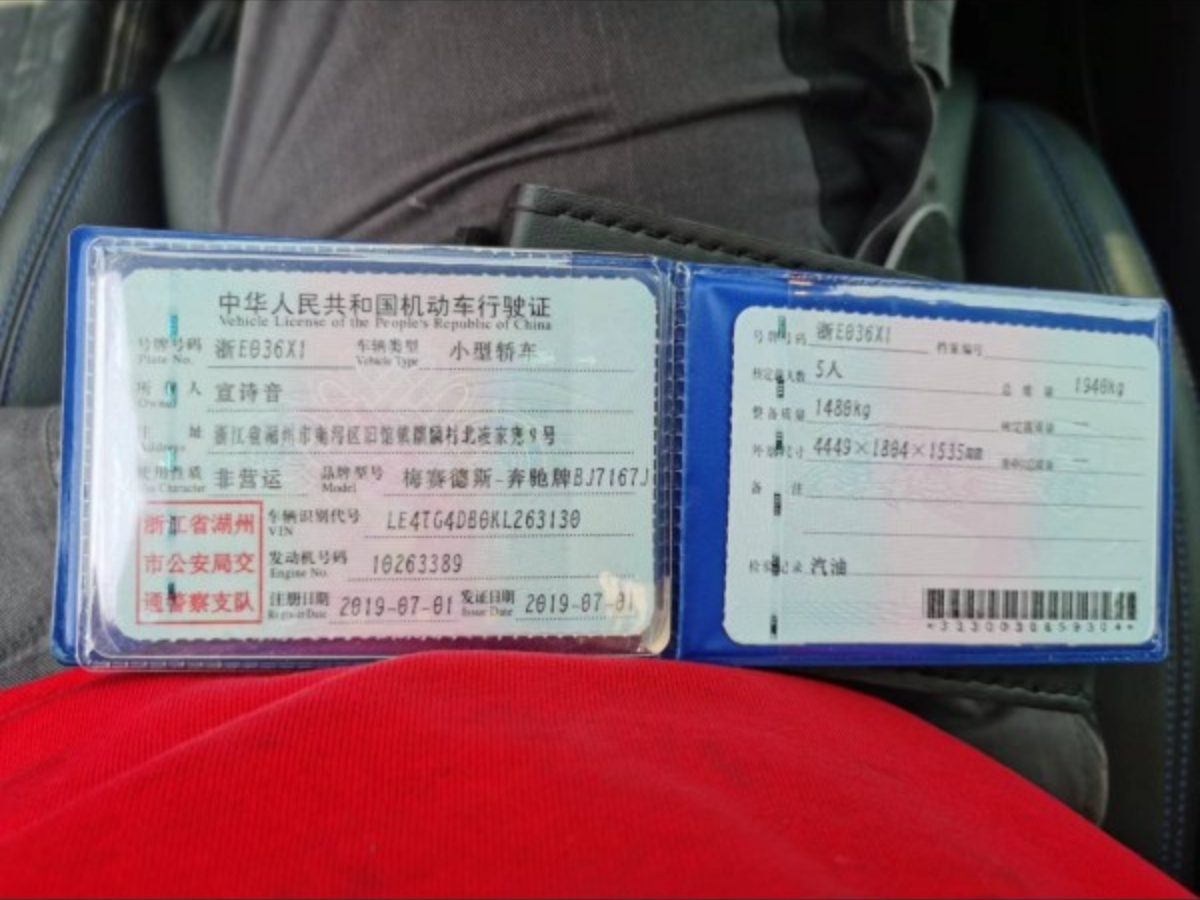 中华人民共和国机动车行驶证
Vehicle License of the People's Republic of China
号牌号码 浙E036X1 车辆类型 小型轿车
Plate No. Vehicle Type
所有人 宣诗音
Owner
住址 浙江省湖州市南浔区旧馆镇
Address
使用性质 非营运 品牌型号 梅赛德斯-奔驰牌BJ7167J
Use Character Model
浙江省湖州
市公安局交
通警察支队
车辆识别代号 LE4TG4DB0KL263130
VIN
发动机号码 10263389
Engine No.
注册日期 2019-07-01 发证日期 2019-07-01
Register Date Issue Date
号牌号码 浙E036X1 档案编号
核定载人数 5人 总质量 1940kg
整备质量 1480kg 核定载质量 —
外廓尺寸 4449×1804×1535mm —
备注
检验记录 汽油